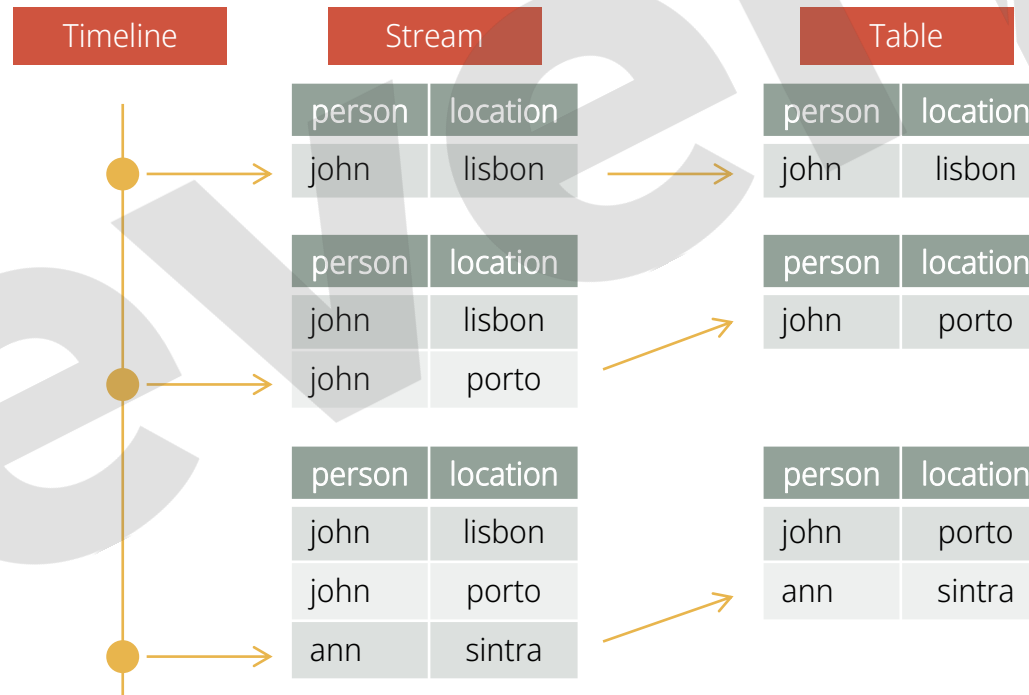 Timeline Stream Table
person location person location
john lisbon john lisbon
person location person location
john lisbon john porto
john porto
person location person location
john lisbon john porto
john porto ann sintra
ann sintra